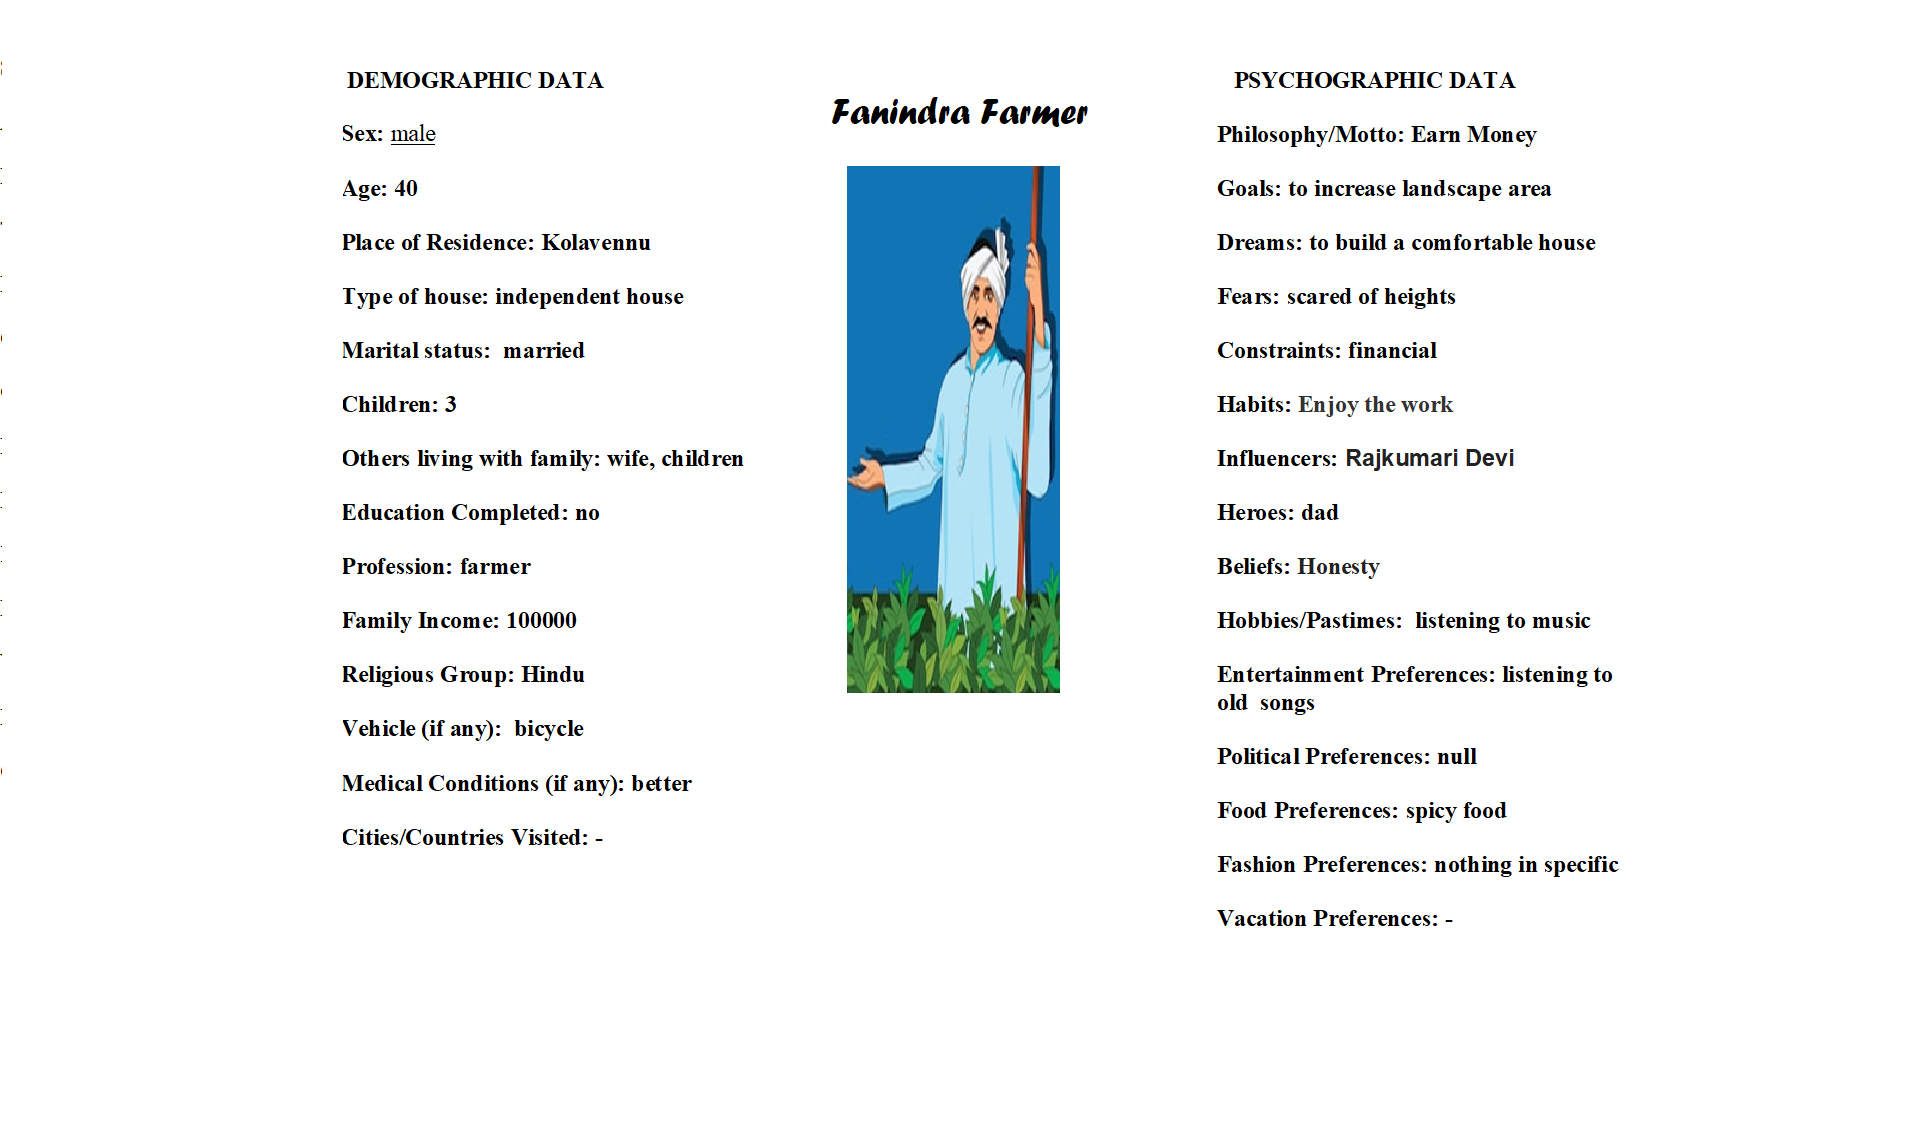 DEMOGRAPHIC DATA
Sex: male
Age: 40
Place of Residence: Kolavennu
Type of house: independent house
Marital status:  married
Children: 3
Others living with family: wife, children
Education Completed: no
Profession: farmer
Family Income: 100000
Religious Group: Hindu
Vehicle (if any):  bicycle
Medical Conditions (if any): better
Cities/Countries Visited: -
Fanindra Farmer
PSYCHOGRAPHIC DATA
Philosophy/Motto: Earn Money
Goals: to increase landscape area
Dreams: to build a comfortable house
Fears: scared of heights
Constraints: financial
Habits: Enjoy the work
Influencers: Rajkumari Devi
Heroes: dad
Beliefs: Honesty
Hobbies/Pastimes:  listening to music
Entertainment Preferences: listening to
old  songs
Political Preferences: null
Food Preferences: spicy food
Fashion Preferences: nothing in specific
Vacation Preferences: -